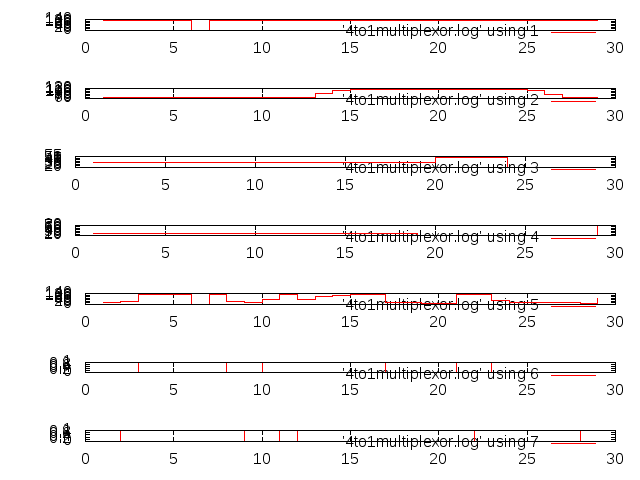 '4to1multiplexor.log' using 1
0 5 10 15 20 25 30
'4to1multiplexor.log' using 2
0 5 10 15 20 25 30
'4to1multiplexor.log' using 3
0 5 10 15 20 25 30
'4to1multiplexor.log' using 4
0 5 10 15 20 25 30
'4to1multiplexor.log' using 5
0 5 10 15 20 25 30
'4to1multiplexor.log' using 6
0 5 10 15 20 25 30
'4to1multiplexor.log' using 7
0 5 10 15 20 25 30